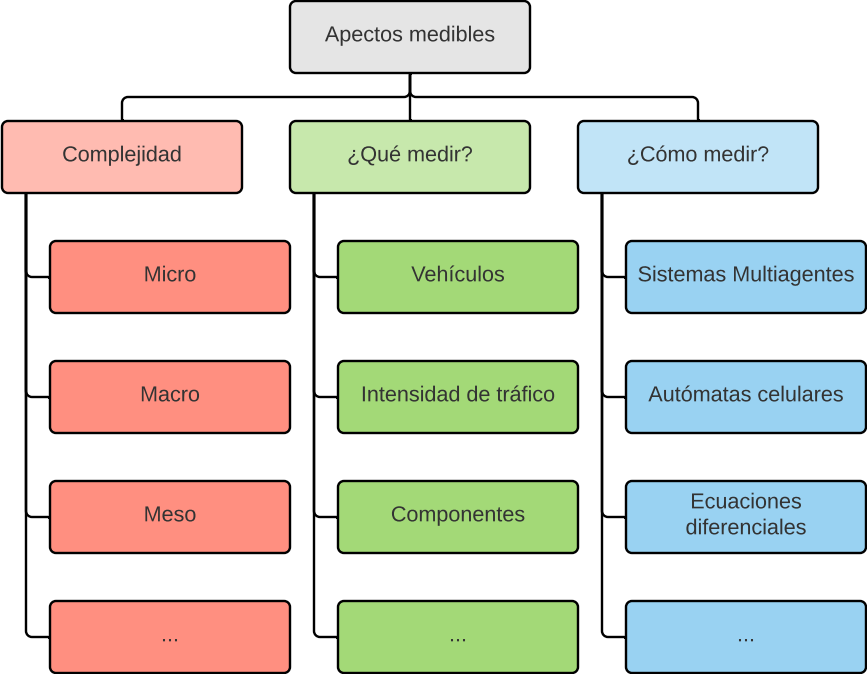 Apectos medibles
Complejidad
¿Qué medir?
¿Cómo medir?
Micro
Vehículos
Sistemas Multiagentes
Macro
Intensidad de tráfico
Autómatas celulares
Meso
Componentes
Ecuaciones
diferenciales
...
...
...